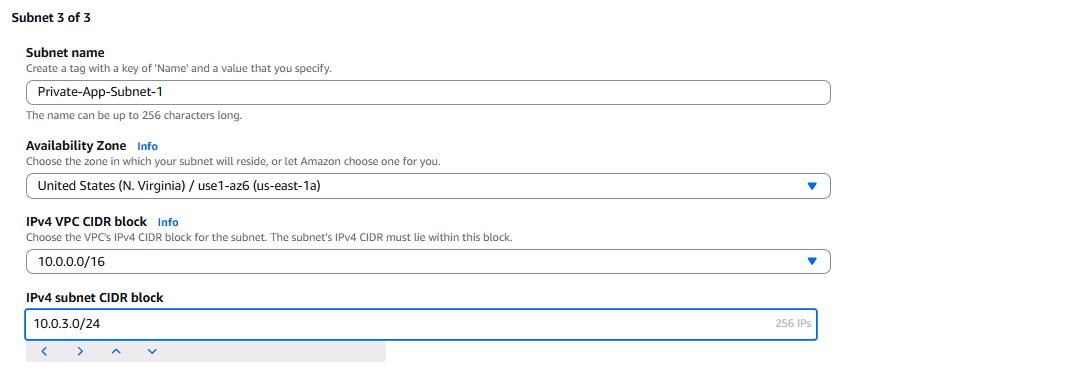 Subnet 3 of 3
Subnet name
Create a tag with a key of 'Name' and a value that you specify.
Private-App-Subnet-1
The name can be up to 256 characters long.
Availability Zone Info
Choose the zone in which your subnet will reside, or let Amazon choose one for you.
United States (N. Virginia) / use1-az6 (us-east-1a)
IPv4 VPC CIDR block Info
Choose the VPC's IPv4 CIDR block for the subnet. The subnet's IPv4 CIDR must lie within this block.
10.0.0.0/16
IPv4 subnet CIDR block
10.0.3.0/24 256 IPs